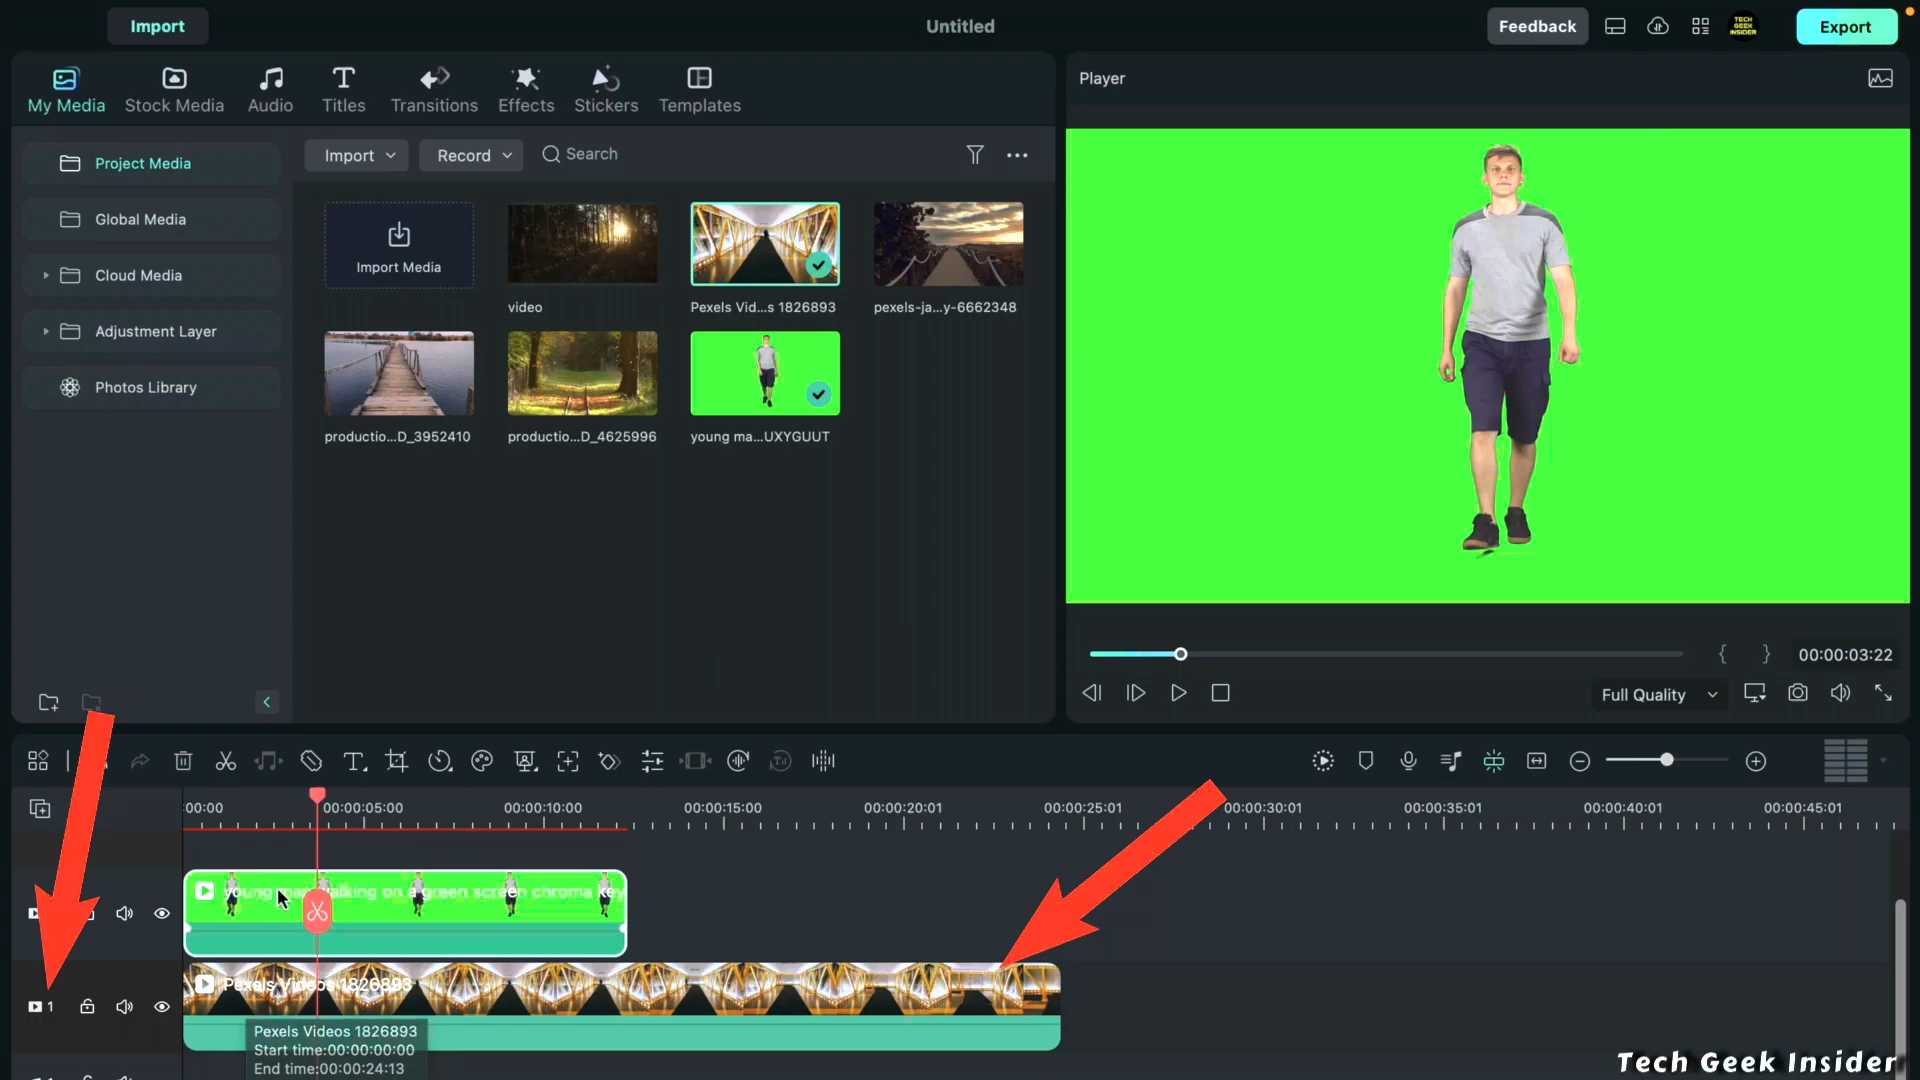 Import
Untitled
Feedback
TECH
GEEK
INSIDER
Export
My Media
Stock Media
Audio
Titles
Transitions
Effects
Stickers
Templates
Player
Project Media
Global Media
Cloud Media
Adjustment Layer
Photos Library
Import
Record
Search
Import Media
video
Pexels Vid...s 1826893
pexels-ja...y-6662348
productio...D_3952410
productio...D_4625996
young ma...UXYGUUT
{ }
00:00:03:22
Full Quality
:00:00
00:00:05:00
00:00:10:00
00:00:15:00
00:00:20:01
00:00:25:01
00:00:30:01
00:00:35:01
00:00:40:01
00:00:45:01
young man walking on a green screen chroma key
1
Pexels Videos 1826893
Pexels Videos 1826893
Start time:00:00:00:00
End time:00:00:24:13
Tech Geek Insider